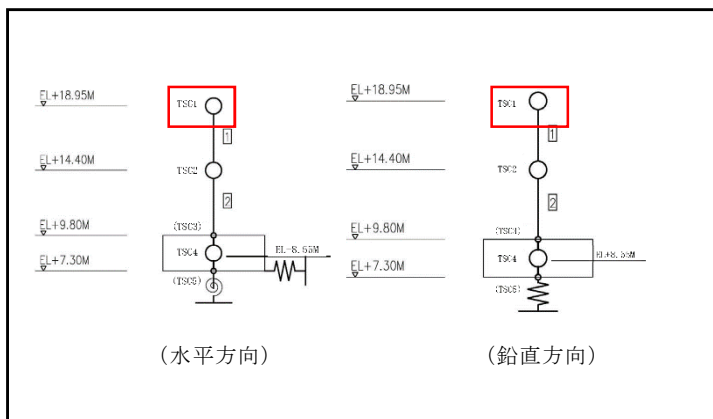 EL+18.95M
TSC1
1
EL+14.40M
TSC2
2
EL+9.80M
(TSC3)
TSC4
EL+8.55M
EL+7.30M
(TSC5)
(水平方向)
EL+18.95M
TSC1
1
EL+14.40M
TSC2
2
EL+9.80M
TSC4
EL+8.55M
EL+7.30M
(TSC5)
(鉛直方向)